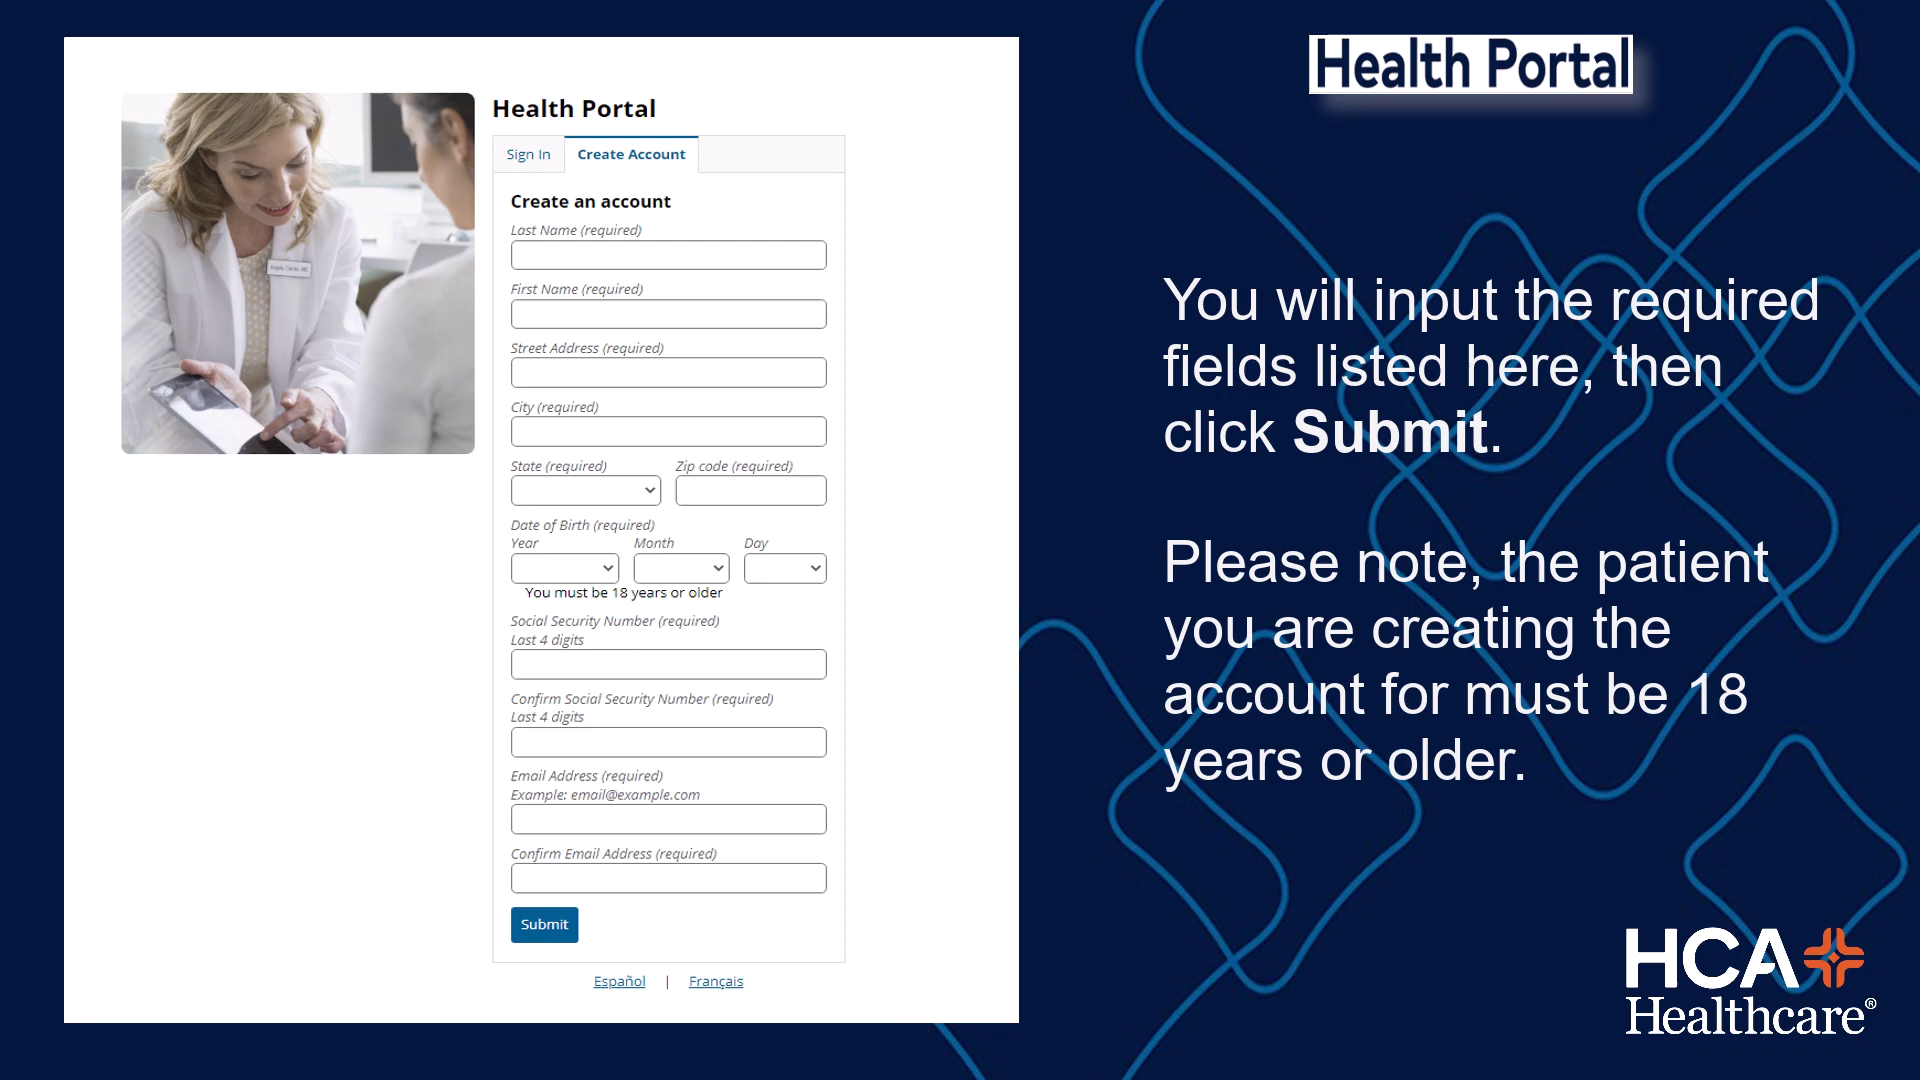 Health Portal
Sign In
Create Account
Create an account
Last Name (required)
First Name (required)
Street Address (required)
City (required)
State (required) Zip code (required)
Date of Birth (required)
Year Month Day
You must be 18 years or older
Social Security Number (required)
Last 4 digits
Confirm Social Security Number (required)
Last 4 digits
Email Address (required)
Example: email@example.com
Confirm Email Address (required)
Submit
Español | Français
Health Portal
You will input the required
fields listed here, then
click Submit.
Please note, the patient
you are creating the
account for must be 18
years or older.
HCA
Healthcare®